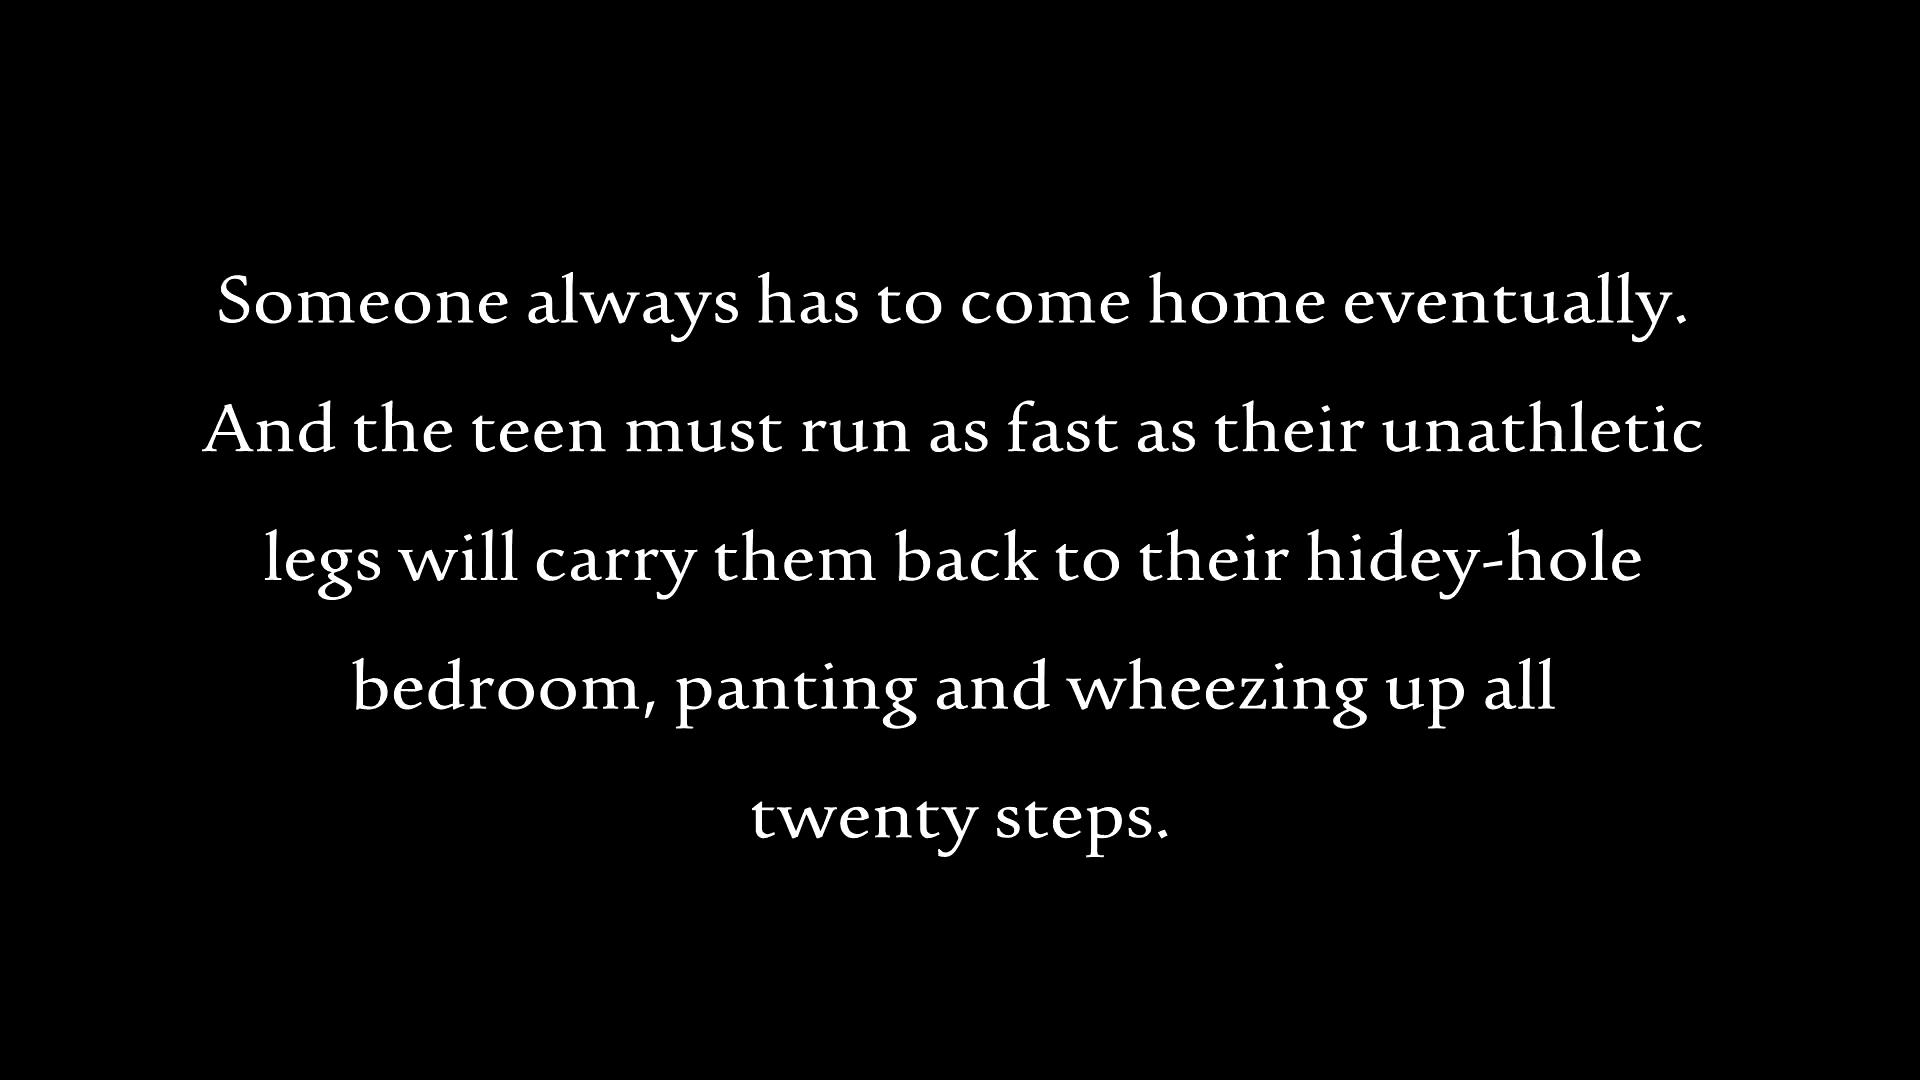 Someone always has to come home eventually.
And the teen must run as fast as their unathletic
legs will carry them back to their hidey-hole
bedroom, panting and wheezing up all
twenty steps.